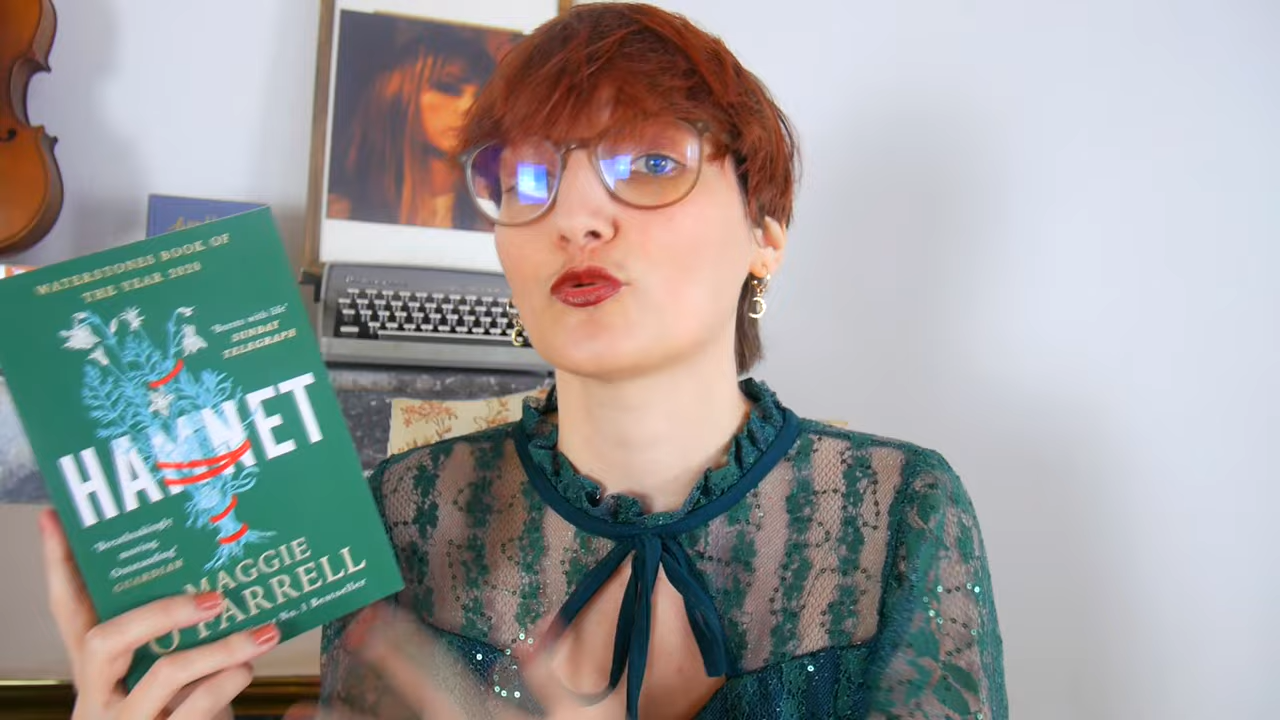 WATERSTONES BOOK OF
THE YEAR 2020
'Burns with life'
SUNDAY
TELEGRAPH
HAMNET
'Breathtakingly
moving.
Outstanding'
GUARDIAN
MAGGIE
O'FARRELL
No. 1 Bestseller